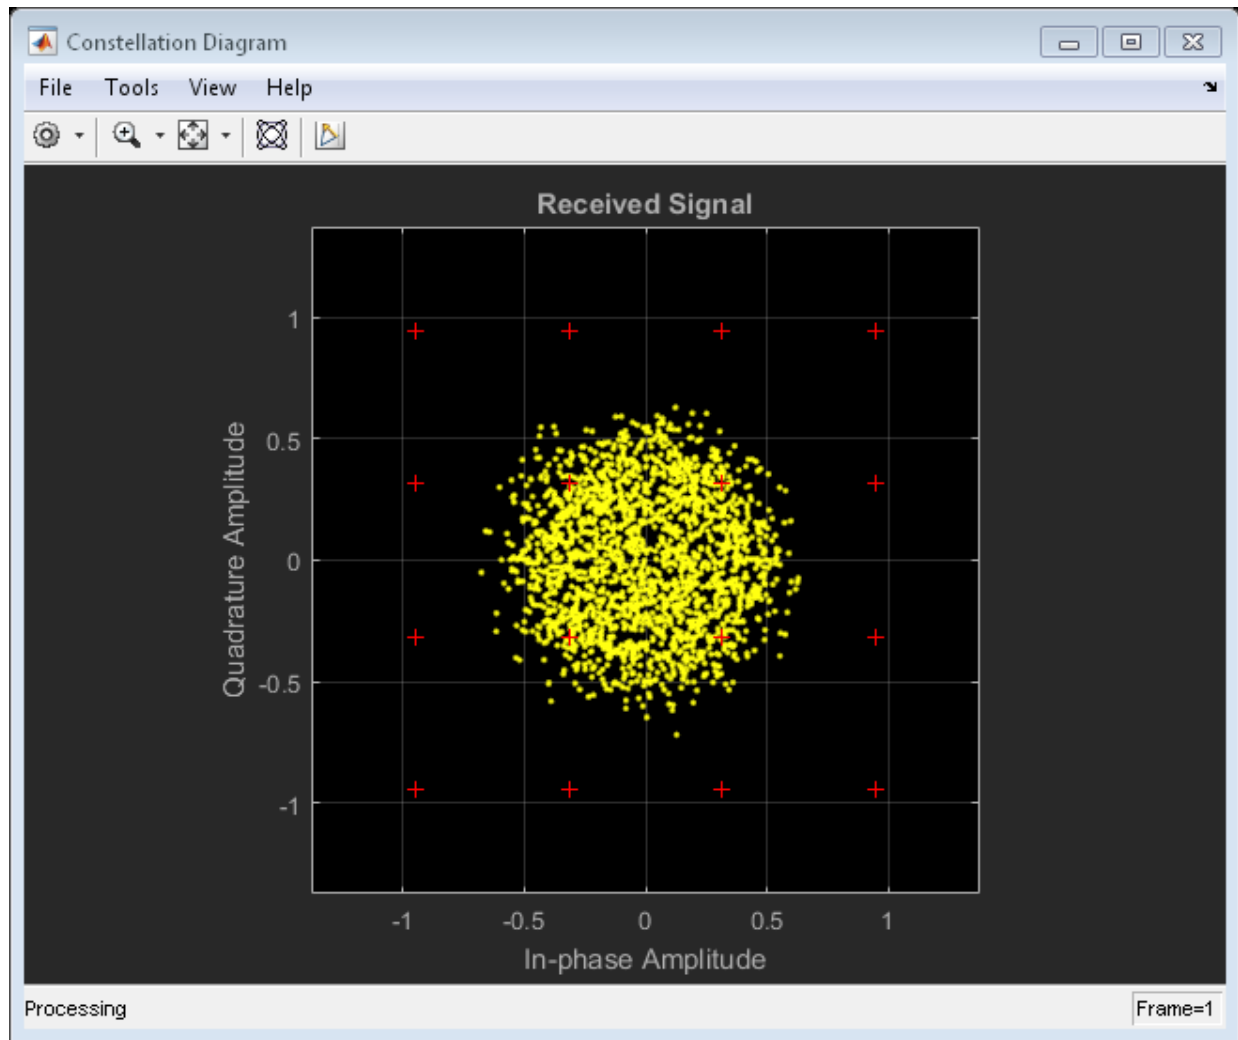 Constellation Diagram
File Tools View Help
Received Signal
Quadrature Amplitude
1
0.5
0
-0.5
-1
-1 -0.5 0 0.5 1
In-phase Amplitude
Processing Frame=1